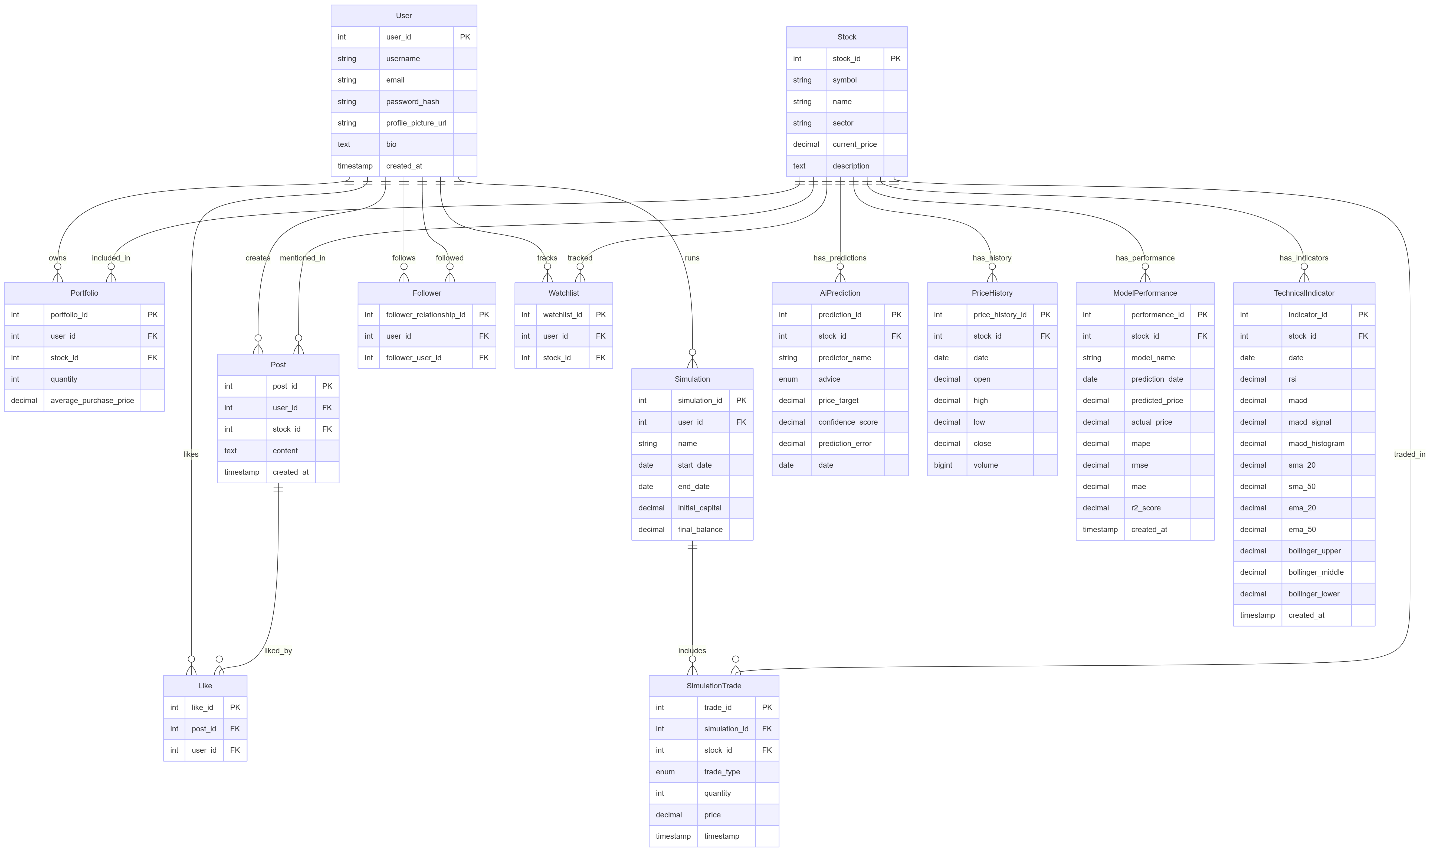 User
int user_id PK
string username
string email
string password_hash
string profile_picture_url
text bio
timestamp created_at
Stock
int stock_id PK
string symbol
string name
string sector
decimal current_price
text description
owns
included_in
creates
mentioned_in
follows
followed
tracks
tracked
runs
has_predictions
has_history
has_performance
has_indicators
Portfolio
int portfolio_id PK
int user_id FK
int stock_id FK
int quantity
decimal average_purchase_price
Post
int post_id PK
int user_id FK
int stock_id FK
text content
timestamp created_at
Follower
int follower_relationship_id PK
int user_id FK
int follower_user_id FK
Watchlist
int watchlist_id PK
int user_id FK
int stock_id FK
Simulation
int simulation_id PK
int user_id FK
string name
date start_date
date end_date
decimal initial_capital
decimal final_balance
AIPrediction
int prediction_id PK
int stock_id FK
string predictor_name
enum advice
decimal price_target
decimal confidence_score
decimal prediction_error
date date
PriceHistory
int price_history_id PK
int stock_id FK
date date
decimal open
decimal high
decimal low
decimal close
bigint volume
ModelPerformance
int performance_id PK
int stock_id FK
string model_name
date prediction_date
decimal predicted_price
decimal actual_price
decimal mape
decimal rmse
decimal mae
decimal r2_score
timestamp created_at
TechnicalIndicator
int indicator_id PK
int stock_id FK
date date
decimal rsi
decimal macd
decimal macd_signal
decimal macd_histogram
decimal sma_20
decimal sma_50
decimal ema_20
decimal ema_50
decimal bollinger_upper
decimal bollinger_middle
decimal bollinger_lower
timestamp created_at
likes
traded_in
liked_by
includes
Like
int like_id PK
int post_id FK
int user_id FK
SimulationTrade
int trade_id PK
int simulation_id FK
int stock_id FK
enum trade_type
int quantity
decimal price
timestamp timestamp